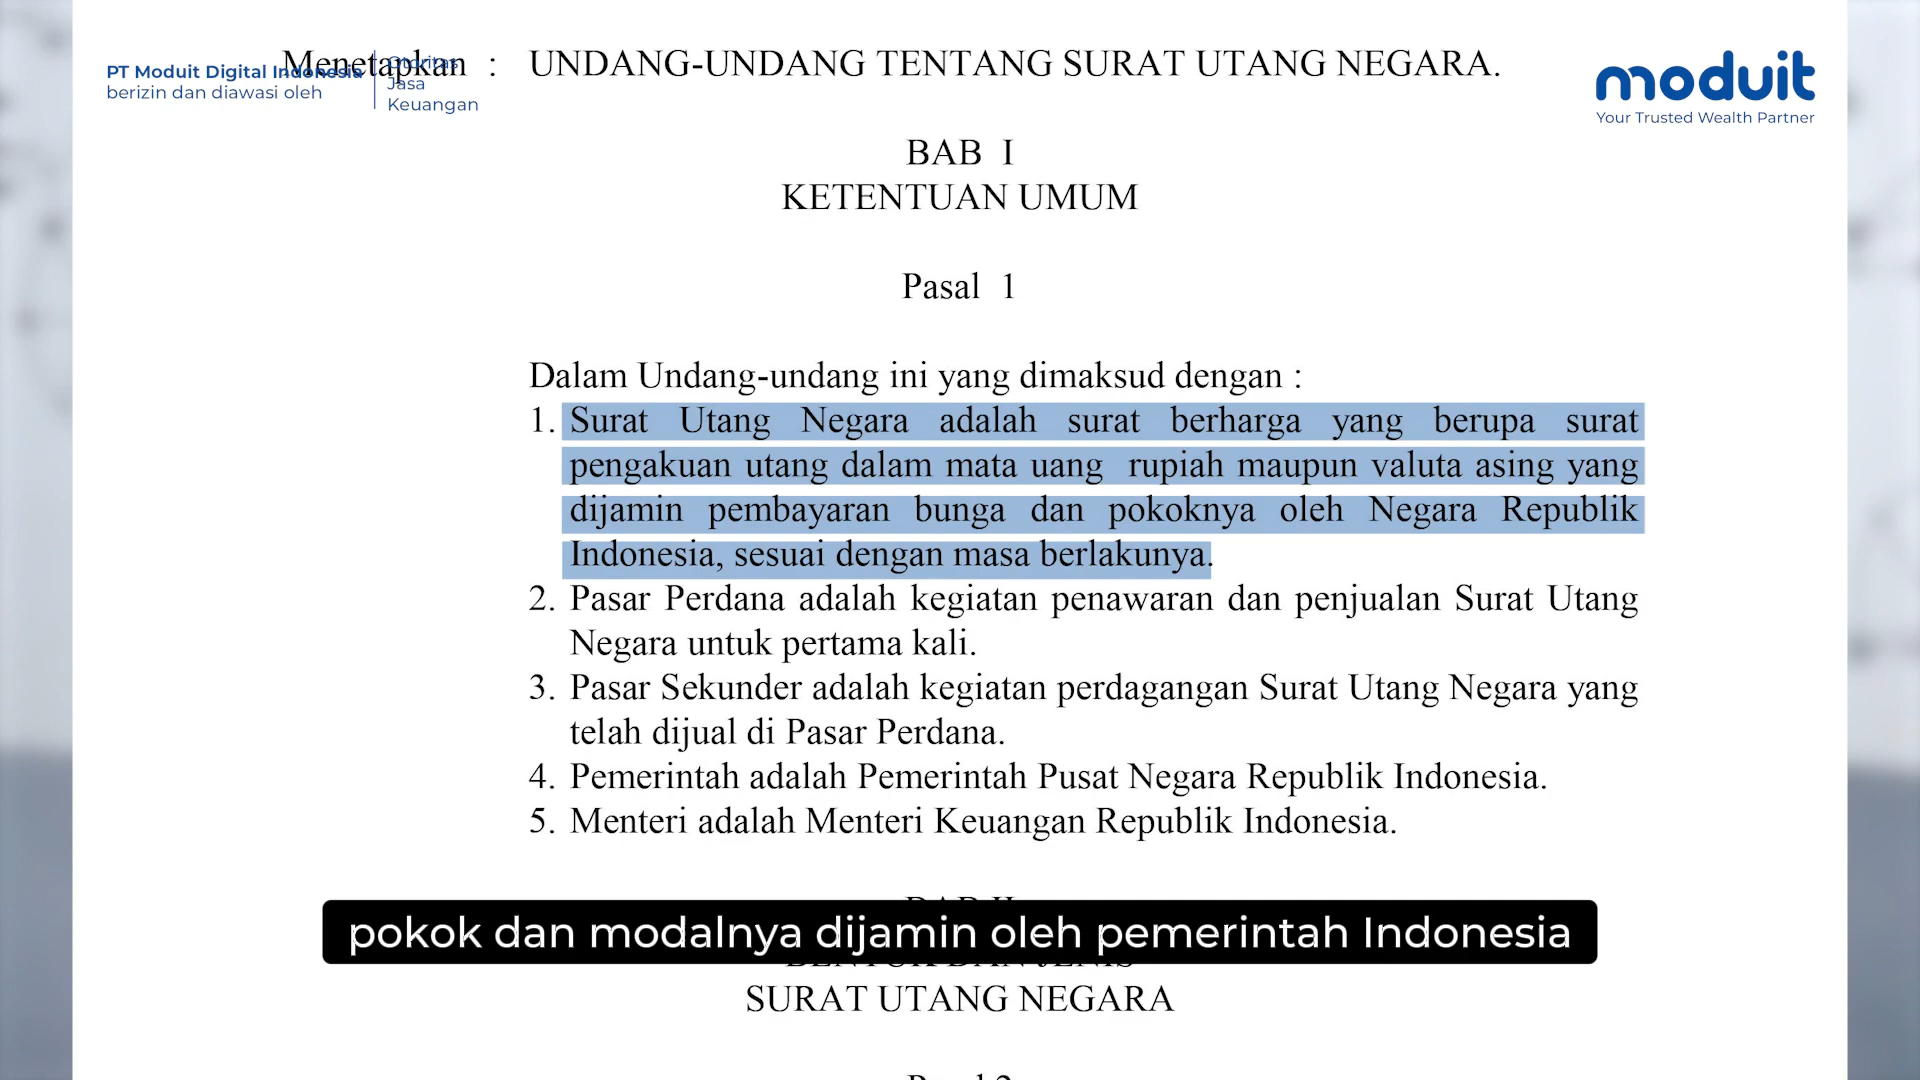 Menetapkan : UNDANG-UNDANG TENTANG SURAT UTANG NEGARA.
PT Moduit Digital Indonesia
berizin dan diawasi oleh
Otoritas
Jasa
Keuangan
moduit
Your Trusted Wealth Partner
BAB I
KETENTUAN UMUM
Pasal 1
Dalam Undang-undang ini yang dimaksud dengan :
1. Surat Utang Negara adalah surat berharga yang berupa surat
pengakuan utang dalam mata uang rupiah maupun valuta asing yang
dijamin pembayaran bunga dan pokoknya oleh Negara Republik
Indonesia, sesuai dengan masa berlakunya.
2. Pasar Perdana adalah kegiatan penawaran dan penjualan Surat Utang
Negara untuk pertama kali.
3. Pasar Sekunder adalah kegiatan perdagangan Surat Utang Negara yang
telah dijual di Pasar Perdana.
4. Pemerintah adalah Pemerintah Pusat Negara Republik Indonesia.
5. Menteri adalah Menteri Keuangan Republik Indonesia.
pokok dan modalnya dijamin oleh pemerintah Indonesia
SURAT UTANG NEGARA